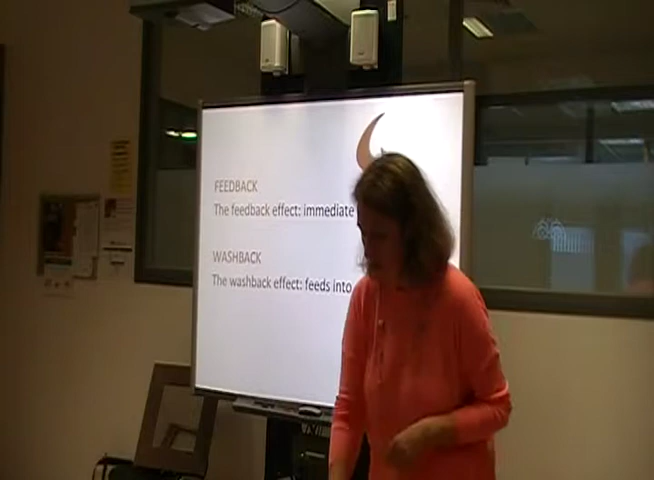 FEEDBACK
The feedback effect: immediate
WASHBACK
The washback effect: feeds into